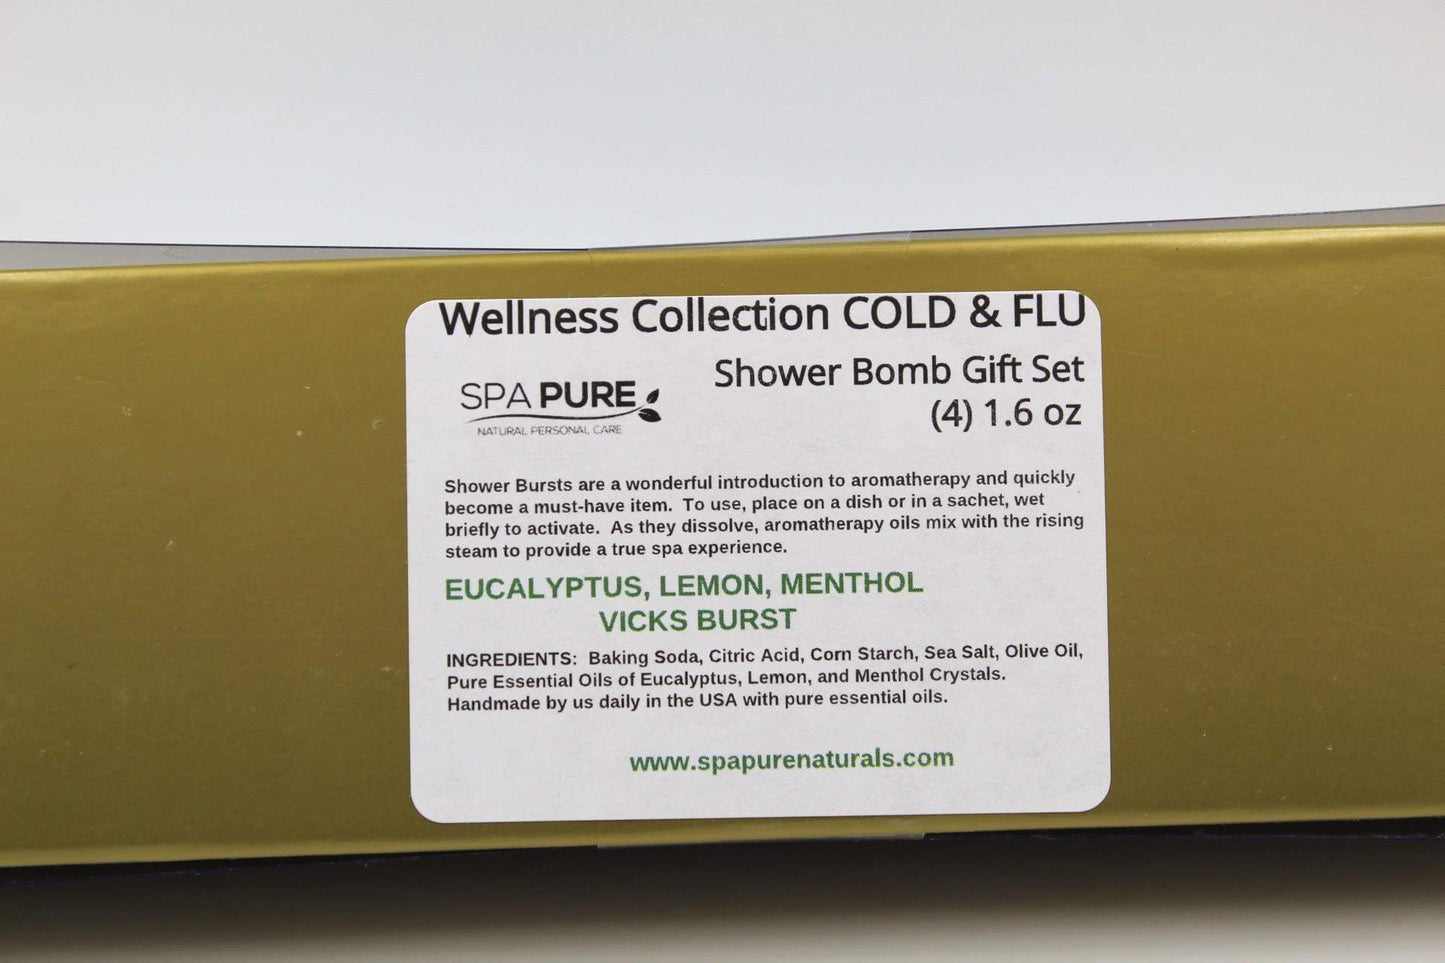 Wellness Collection COLD & FLU
Shower Bomb Gift Set
(4) 1.6 oz
SPA PURE
NATURAL PERSONAL CARE
Shower Bursts are a wonderful introduction to aromatherapy and quickly
become a must-have item.  To use, place on a dish or in a sachet, wet
briefly to activate.  As they dissolve, aromatherapy oils mix with the rising
steam to provide a true spa experience.
EUCALYPTUS, LEMON, MENTHOL
VICKS BURST
INGREDIENTS:  Baking Soda, Citric Acid, Corn Starch, Sea Salt, Olive Oil,
Pure Essential Oils of Eucalyptus, Lemon, and Menthol Crystals.
Handmade by us daily in the USA with pure essential oils.
www.spapurenaturals.com